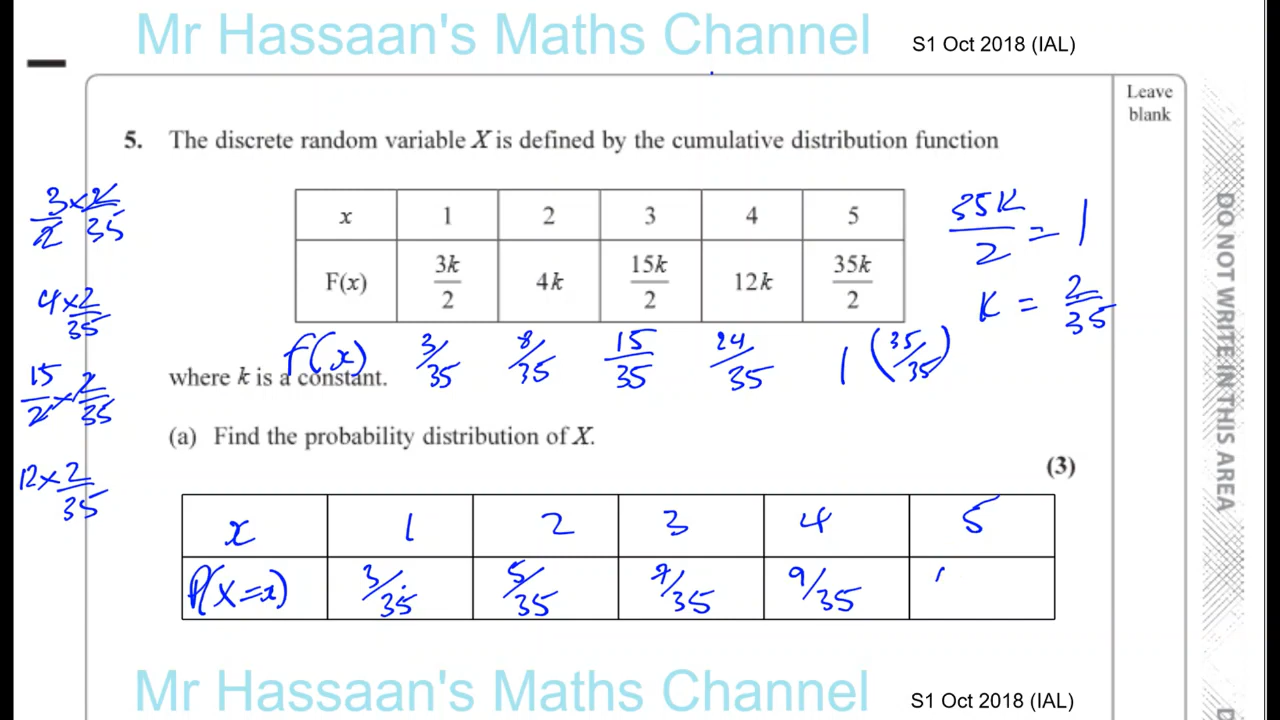 Mr Hassaan's Maths Channel
S1 Oct 2018 (IAL)
Leave
blank
5. The discrete random variable X is defined by the cumulative distribution function
x 1 2 3 4 5
F(x) 3k/2 4k 15k/2 12k 35k/2
f(x) 3/35 8/35 15/35 24/35 1 (35/35)
35K/2 = 1
K = 2/35
3/2 × 2/35
4 × 2/35
15/2 × 2/35
12 × 2/35
where k is a constant.
(a) Find the probability distribution of X.
(3)
x 1 2 3 4 5
P(X=x) 3/35 5/35 7/35 9/35
DO NOT WRITE IN THIS AREA
Mr Hassaan's Maths Channel
S1 Oct 2018 (IAL)